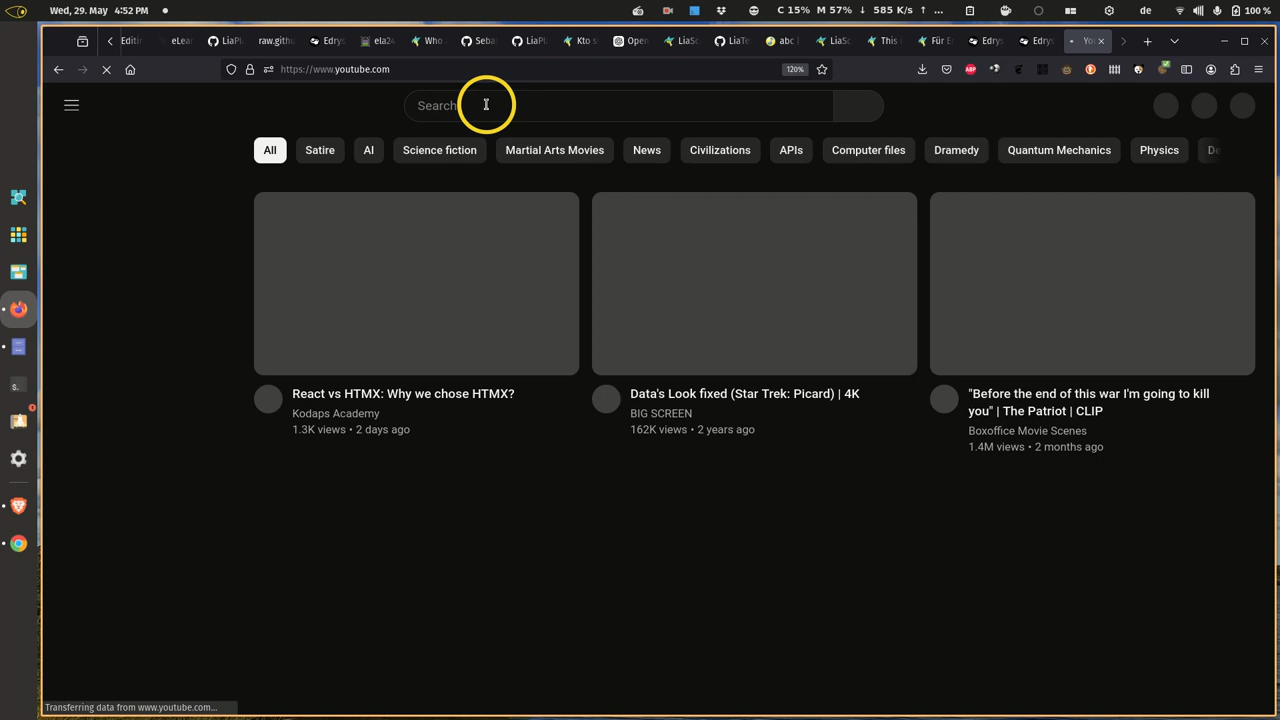 Wed, 29. May 4:52 PM
C 15% M 57% ↓ 585 K/s ↑ ...
de
100 %
Editi
eLear
LiaPl
raw.githu
Edrys
ela24
Who
Seba
LiaPl
Kto s
Open
LiaSc
LiaTe
abc l
LiaSc
This i
Für E
Edrys
Edrys
You
https://www.youtube.com
120%
ABP
Search
All
Satire
AI
Science fiction
Martial Arts Movies
News
Civilizations
APIs
Computer files
Dramedy
Quantum Mechanics
Physics
De
React vs HTMX: Why we chose HTMX?
Kodaps Academy
1.3K views • 2 days ago
Data's Look fixed (Star Trek: Picard) | 4K
BIG SCREEN
162K views • 2 years ago
"Before the end of this war I'm going to kill
you" | The Patriot | CLIP
Boxoffice Movie Scenes
1.4M views • 2 months ago
S.
Transferring data from www.youtube.com...